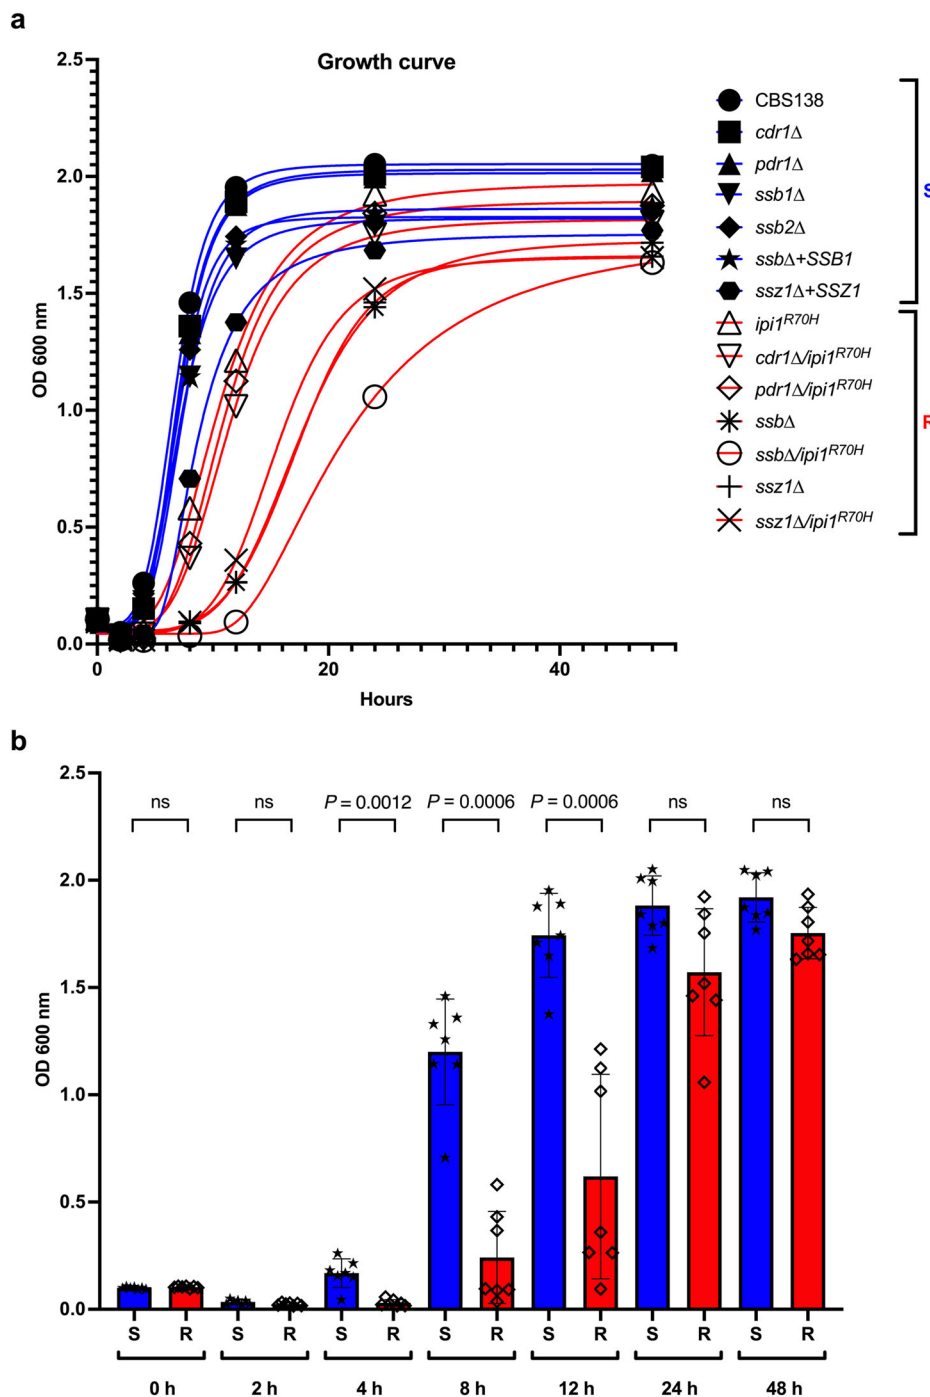 a
Growth curve
2.5
2.0
1.5
1.0
0.5
0.0
OD 600 nm
0
20
40
Hours
CBS138
cdr1Δ
pdr1Δ
ssb1Δ
ssb2Δ
ssbΔ+SSB1
ssz1Δ+SSZ1
ipi1R70H
cdr1Δ/ipi1R70H
pdr1Δ/ipi1R70H
ssbΔ
ssbΔ/ipi1R70H
ssz1Δ
ssz1Δ/ipi1R70H
S
R
b
2.5
2.0
1.5
1.0
0.5
0.0
OD 600 nm
ns ns P = 0.0012 P = 0.0006 P = 0.0006 ns ns
S R S R S R S R S R S R S R
0 h 2 h 4 h 8 h 12 h 24 h 48 h